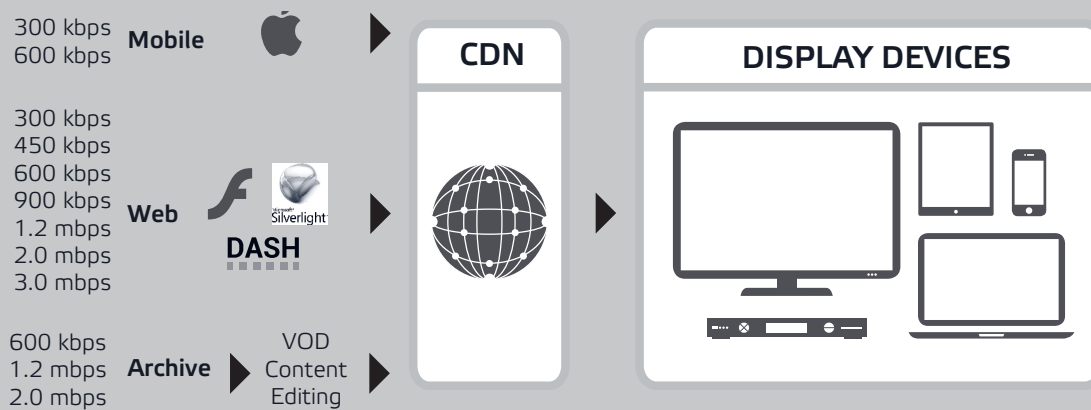 300 kbps
600 kbps
Mobile
CDN
DISPLAY DEVICES
300 kbps
450 kbps
600 kbps
900 kbps
1.2 mbps
2.0 mbps
3.0 mbps
Web
Microsoft®
Silverlight™
DASH
600 kbps
1.2 mbps
2.0 mbps
Archive
VOD
Content
Editing